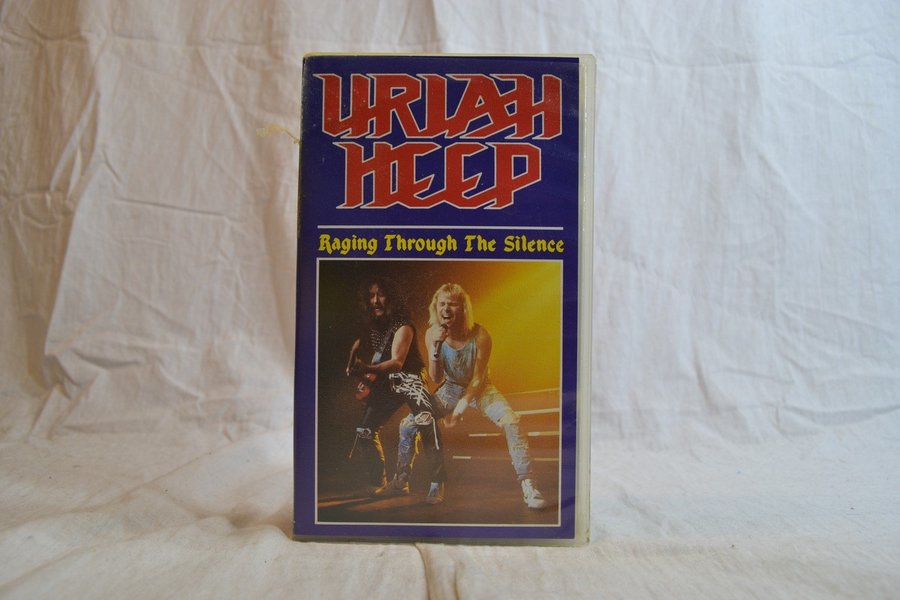 URIAH
HEEP
Raging Through The Silence